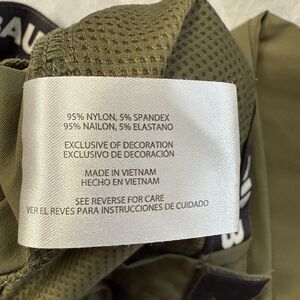 BAU
95% NYLON, 5% SPANDEX
95% NAILON, 5% ELASTANO
EXCLUSIVE OF DECORATION
EXCLUSIVO DE DECORACIÓN
MADE IN VIETNAM
HECHO EN VIETNAM
SEE REVERSE FOR CARE
VER EL REVÉS PARA INSTRUCCIONES DE CUIDADO